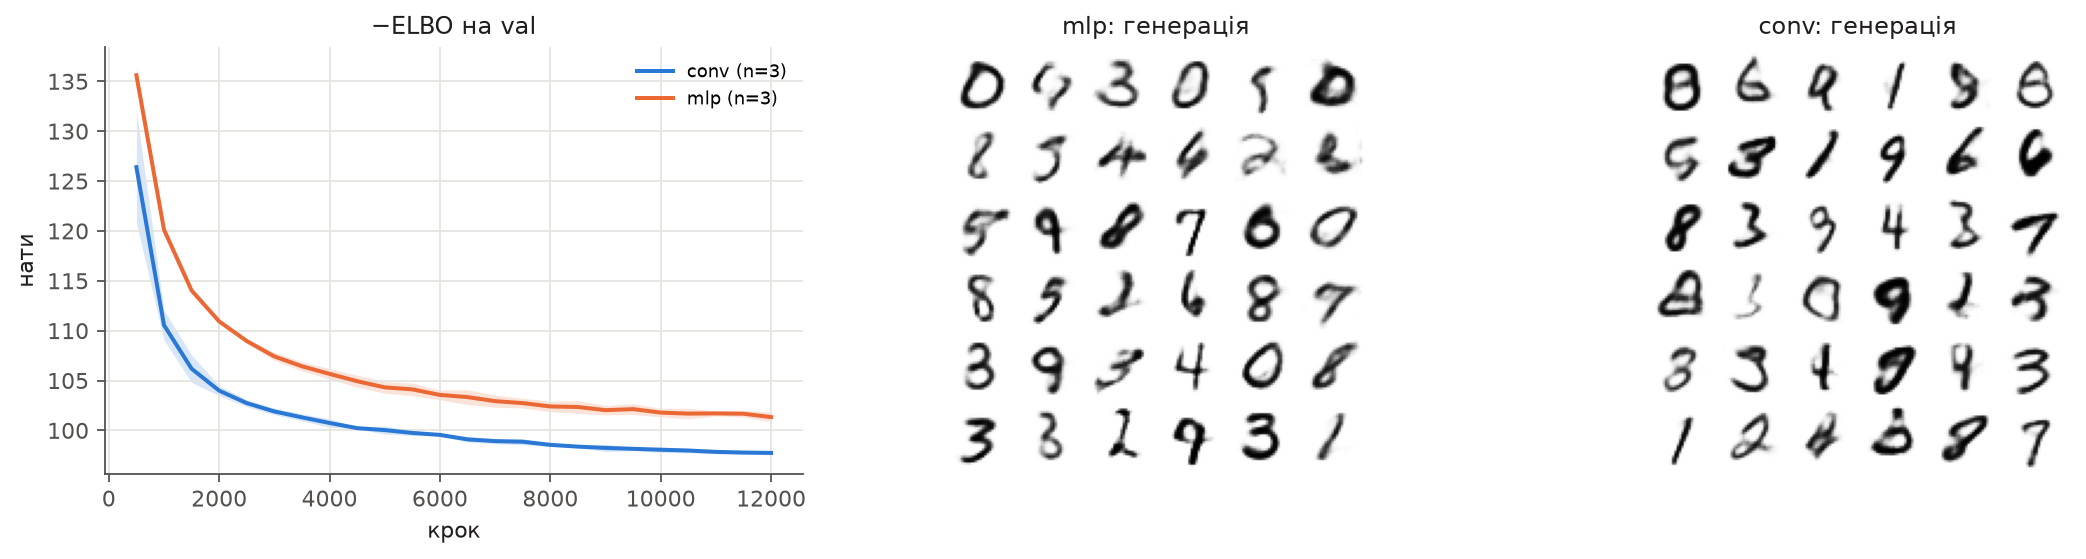 −ELBO на val
нати
135
130
125
120
115
110
105
100
0 2000 4000 6000 8000 10000 12000
крок
conv (n=3)
mlp (n=3)
mlp: генерація
conv: генерація